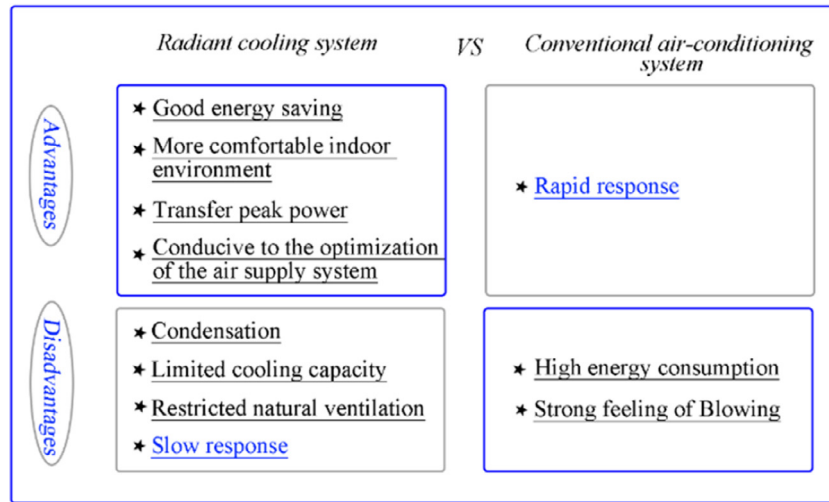 Radiant cooling system
VS
Conventional air-conditioning
system
Advantages
★ Good energy saving
★ More comfortable indoor
environment
★ Transfer peak power
★ Conducive to the optimization
of the air supply system
★ Rapid response
Disadvantages
★ Condensation
★ Limited cooling capacity
★ Restricted natural ventilation
★ Slow response
★ High energy consumption
★ Strong feeling of Blowing